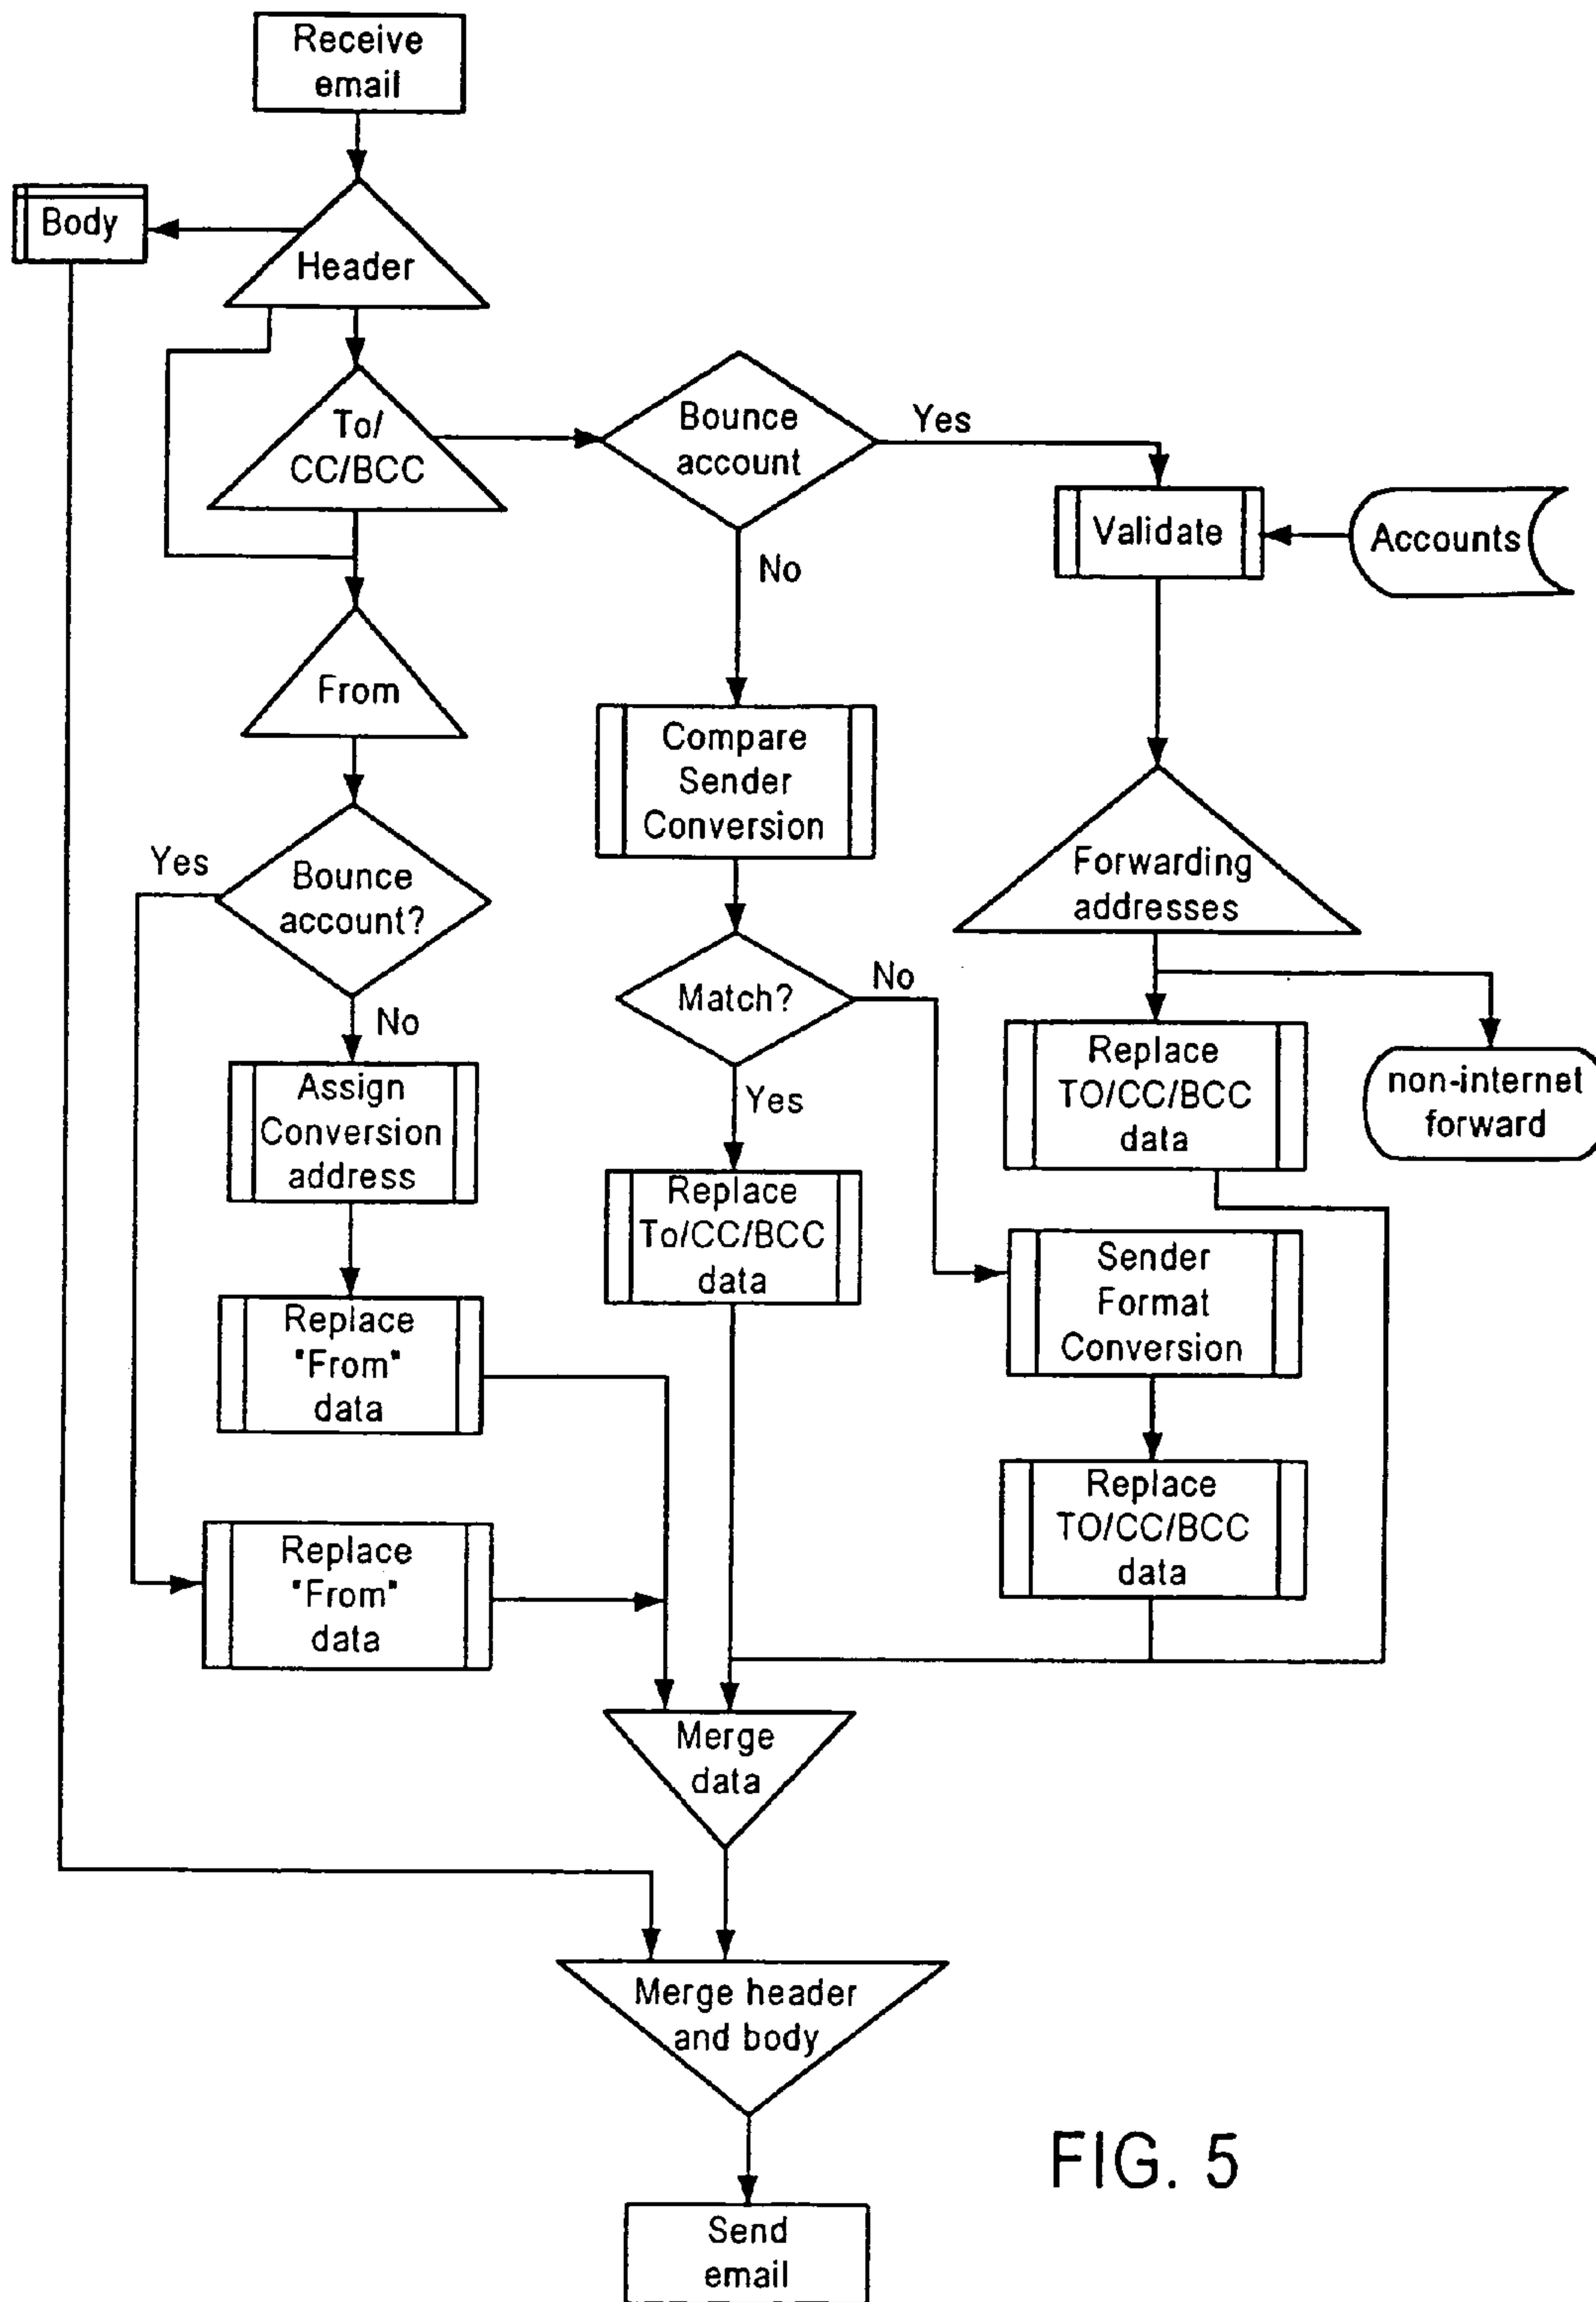 Receive
email
Body
Header
To/
CC/BCC
Bounce
account
Yes
No
Validate
Accounts
From
Compare
Sender
Conversion
Forwarding
addresses
Yes
Bounce
account?
No
Match?
No
Yes
Assign
Conversion
address
Replace
To/CC/BCC
data
Replace
TO/CC/BCC
data
non-internet
forward
Sender
Format
Conversion
Replace
"From"
data
Replace
TO/CC/BCC
data
Replace
"From"
data
Merge
data
Merge header
and body
Send
email
FIG. 5